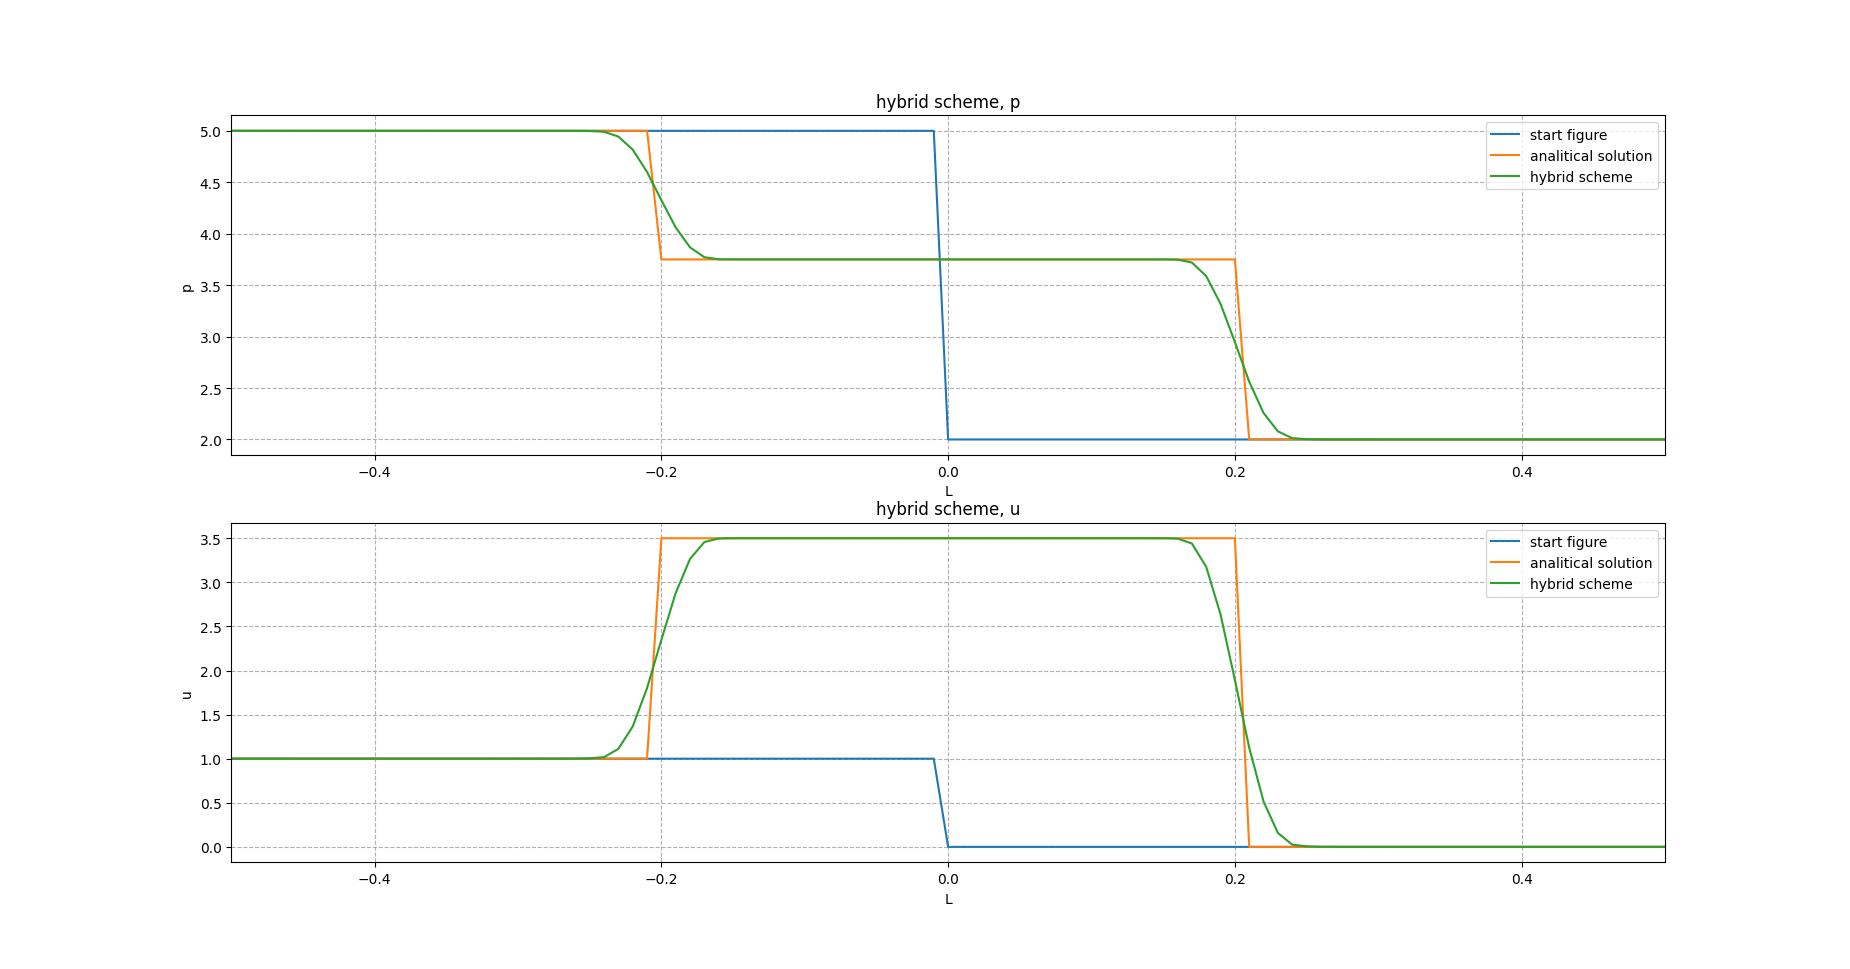 hybrid scheme, p
5.0
4.5
4.0
3.5
3.0
2.5
2.0
p
start figure
analitical solution
hybrid scheme
−0.4 −0.2 0.0 0.2 0.4
L
hybrid scheme, u
3.5
3.0
2.5
2.0
1.5
1.0
0.5
0.0
u
start figure
analitical solution
hybrid scheme
−0.4 −0.2 0.0 0.2 0.4
L